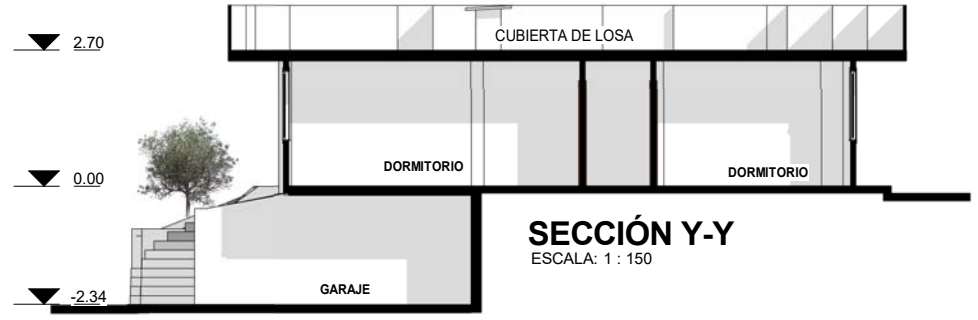 CUBIERTA DE LOSA
2.70
DORMITORIO
DORMITORIO
0.00
SECCIÓN Y-Y
ESCALA: 1 : 150
GARAJE
-2.34